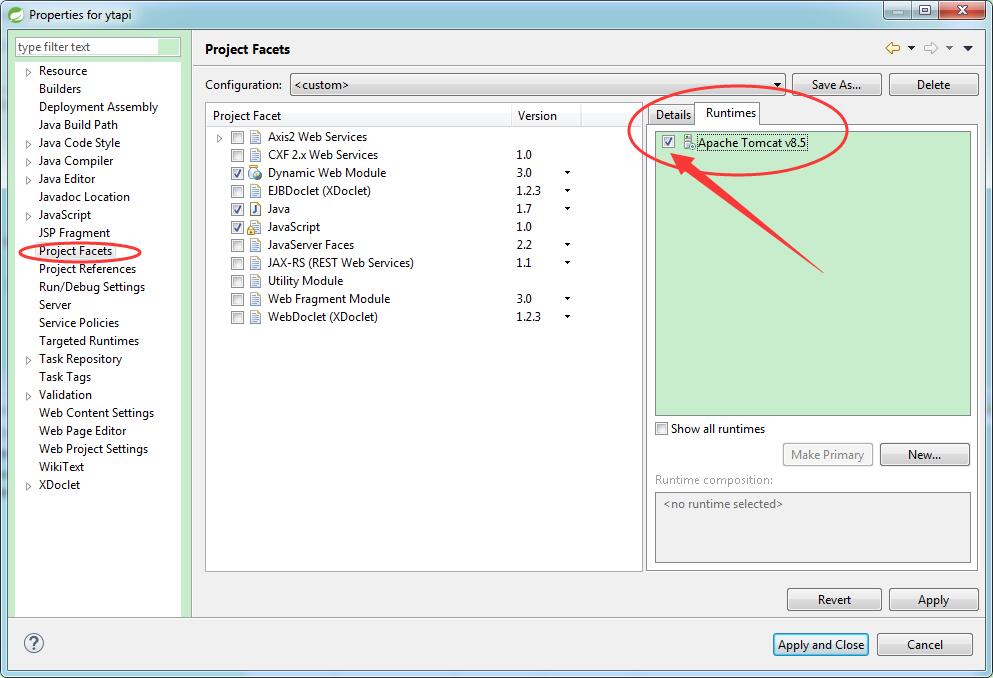 Properties for ytapi
type filter text
Resource
Builders
Deployment Assembly
Java Build Path
Java Code Style
Java Compiler
Java Editor
Javadoc Location
JavaScript
JSP Fragment
Project Facets
Project References
Run/Debug Settings
Server
Service Policies
Targeted Runtimes
Task Repository
Task Tags
Validation
Web Content Settings
Web Page Editor
Web Project Settings
WikiText
XDoclet
Project Facets
Configuration: <custom> Save As... Delete
Project Facet Version
Axis2 Web Services
CXF 2.x Web Services 1.0
Dynamic Web Module 3.0
EJBDoclet (XDoclet) 1.2.3
Java 1.7
JavaScript 1.0
JavaServer Faces 2.2
JAX-RS (REST Web Services) 1.1
Utility Module
Web Fragment Module 3.0
WebDoclet (XDoclet) 1.2.3
Details Runtimes
Apache Tomcat v8.5
Show all runtimes
Make Primary New...
Runtime composition:
<no runtime selected>
Revert Apply
Apply and Close Cancel